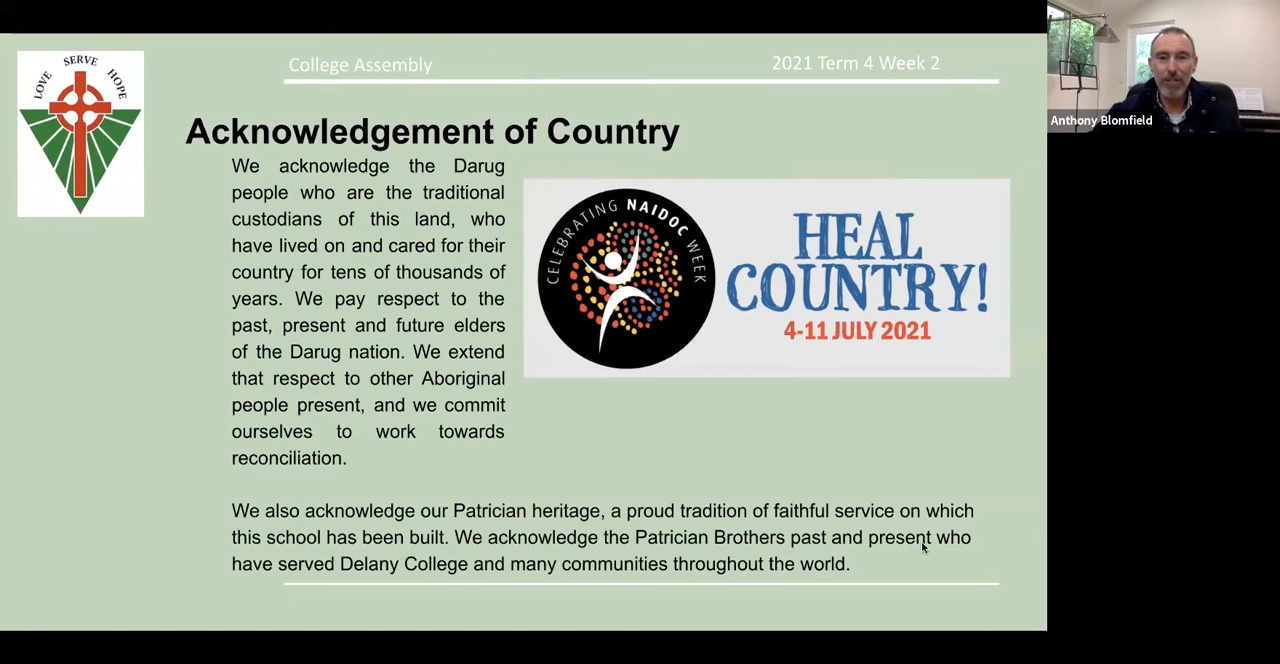 LOVE SERVE HOPE
College Assembly
2021 Term 4 Week 2
Acknowledgement of Country
We acknowledge the Darug
people who are the traditional
custodians of this land, who
have lived on and cared for their
country for tens of thousands of
years. We pay respect to the
past, present and future elders
of the Darug nation. We extend
that respect to other Aboriginal
people present, and we commit
ourselves to work towards
reconciliation.
CELEBRATING NAIDOC WEEK
HEAL
COUNTRY!
4-11 JULY 2021
We also acknowledge our Patrician heritage, a proud tradition of faithful service on which
this school has been built. We acknowledge the Patrician Brothers past and present who
have served Delany College and many communities throughout the world.
Anthony Blomfield